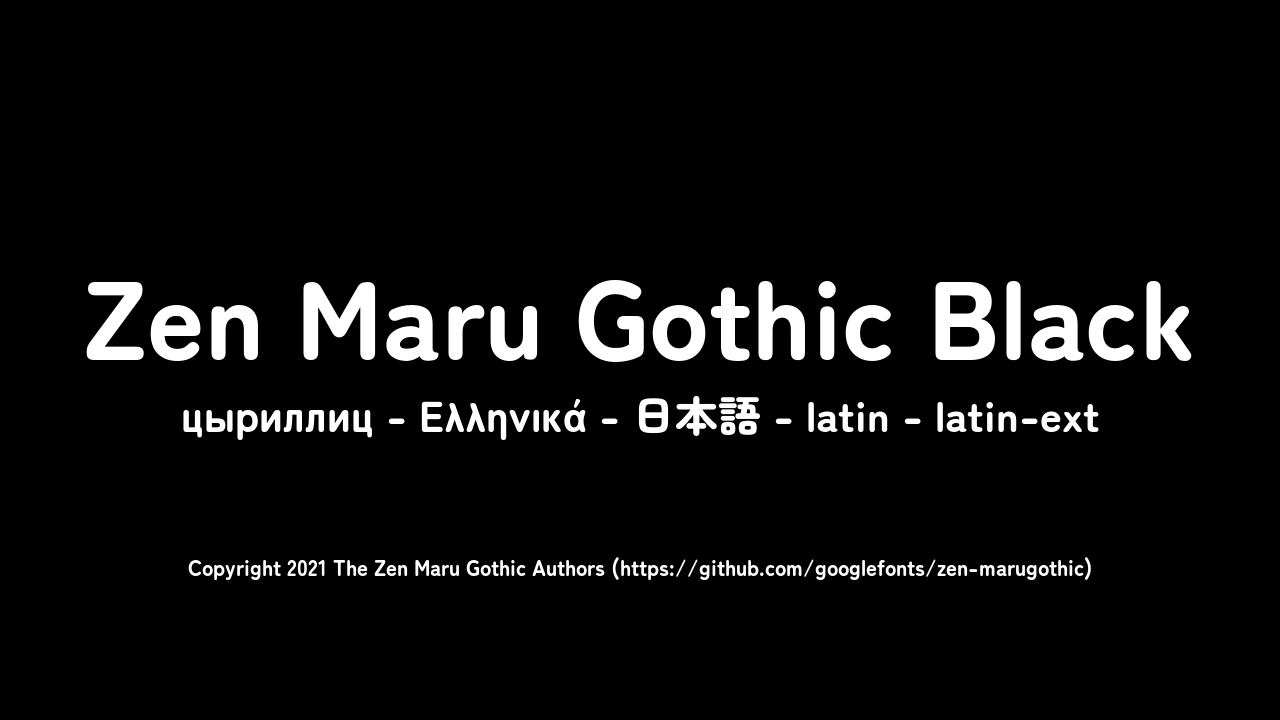 Zen Maru Gothic Black
цыриллиц - Ελληνικά - 日本語 - latin - latin-ext
Copyright 2021 The Zen Maru Gothic Authors (https://github.com/googlefonts/zen-marugothic)